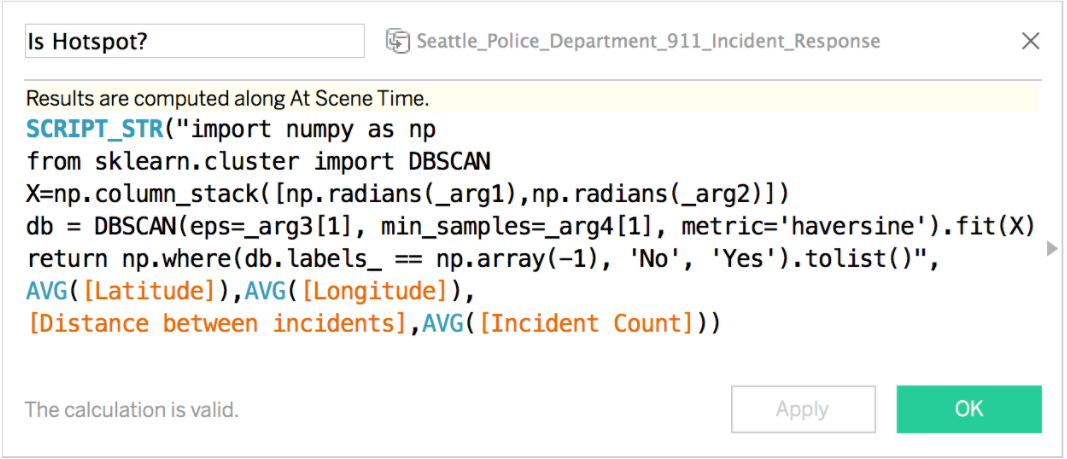 Is Hotspot?
Seattle_Police_Department_911_Incident_Response
Results are computed along At Scene Time.
SCRIPT_STR("import numpy as np
from sklearn.cluster import DBSCAN
X=np.column_stack([np.radians(_arg1),np.radians(_arg2)])
db = DBSCAN(eps=_arg3[1], min_samples=_arg4[1], metric='haversine').fit(X)
return np.where(db.labels_ == np.array(-1), 'No', 'Yes').tolist()",
AVG([Latitude]),AVG([Longitude]),
[Distance between incidents],AVG([Incident Count]))
The calculation is valid.
Apply
OK